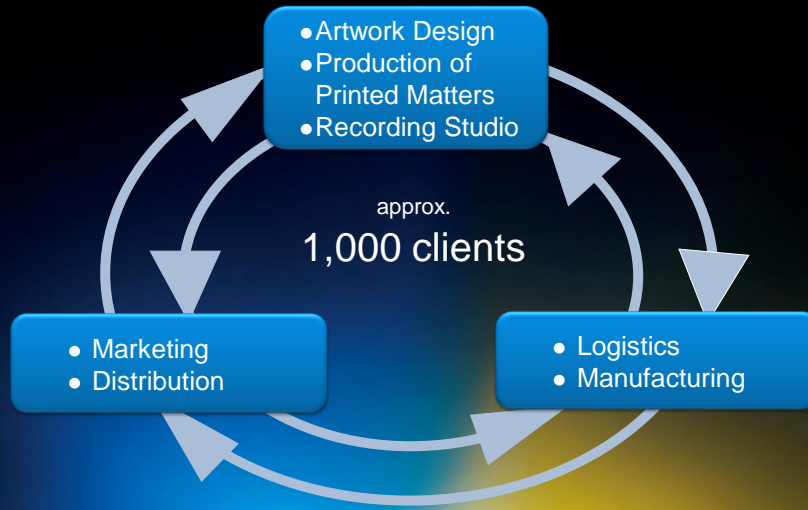 ● Artwork Design
● Production of
Printed Matters
● Recording Studio
approx.
1,000 clients
● Marketing
● Distribution
● Logistics
● Manufacturing